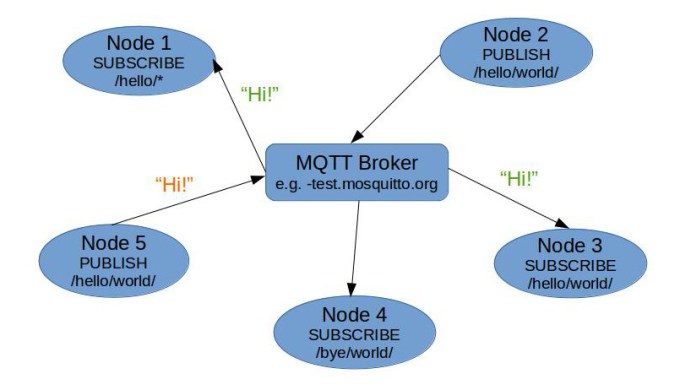 Node 1
SUBSCRIBE
/hello/*
Node 2
PUBLISH
/hello/world/
“Hi!”
MQTT Broker
e.g. -test.mosquitto.org
“Hi!”
“Hi!”
Node 5
PUBLISH
/hello/world/
Node 3
SUBSCRIBE
/hello/world/
Node 4
SUBSCRIBE
/bye/world/